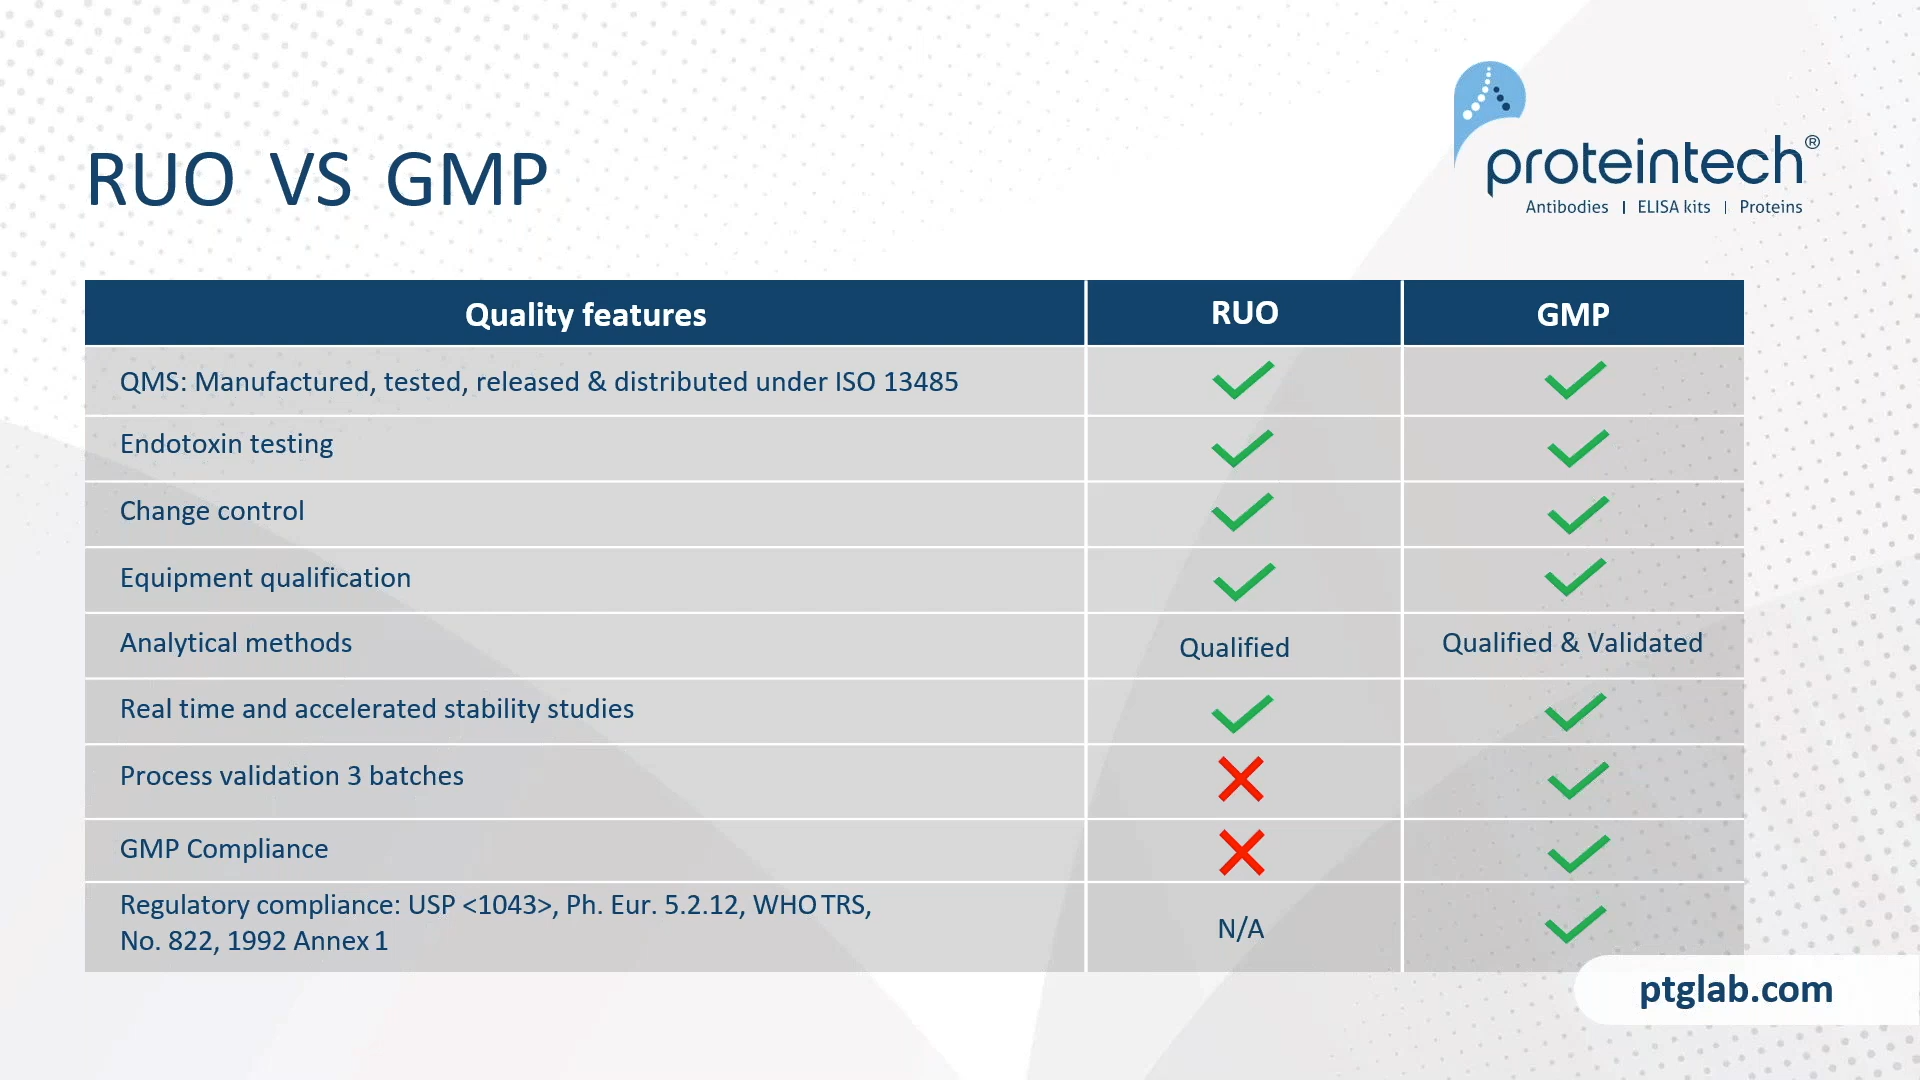 RUO VS GMP
proteintech®
Antibodies | ELISA kits | Proteins
Quality features RUO GMP
QMS: Manufactured, tested, released & distributed under ISO 13485
Endotoxin testing
Change control
Equipment qualification
Analytical methods Qualified Qualified & Validated
Real time and accelerated stability studies
Process validation 3 batches
GMP Compliance
Regulatory compliance: USP <1043>, Ph. Eur. 5.2.12, WHO TRS,
No. 822, 1992 Annex 1
N/A
ptglab.com